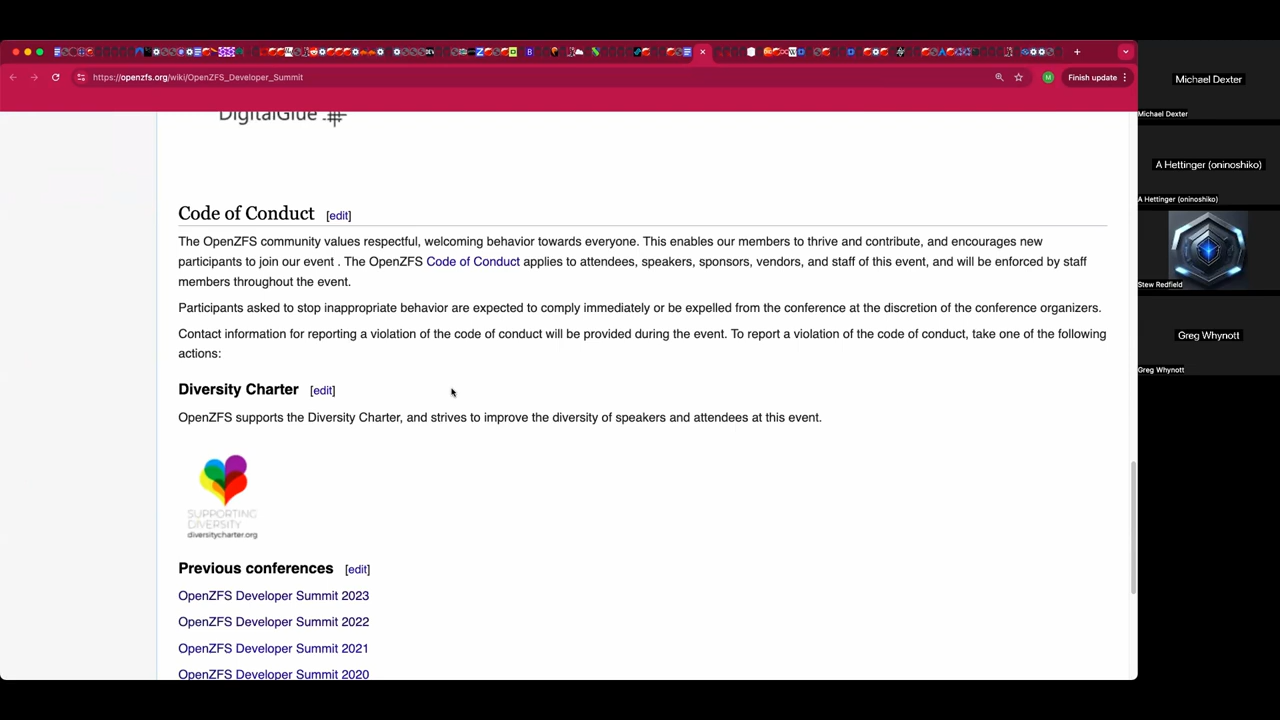 https://openzfs.org/wiki/OpenZFS_Developer_Summit
Finish update
DigitalGlue
Code of Conduct [edit]
The OpenZFS community values respectful, welcoming behavior towards everyone. This enables our members to thrive and contribute, and encourages new
participants to join our event . The OpenZFS Code of Conduct applies to attendees, speakers, sponsors, vendors, and staff of this event, and will be enforced by staff
members throughout the event.
Participants asked to stop inappropriate behavior are expected to comply immediately or be expelled from the conference at the discretion of the conference organizers.
Contact information for reporting a violation of the code of conduct will be provided during the event. To report a violation of the code of conduct, take one of the following
actions:
Diversity Charter [edit]
OpenZFS supports the Diversity Charter, and strives to improve the diversity of speakers and attendees at this event.
SUPPORTING
DIVERSITY
diversitycharter.org
Previous conferences [edit]
OpenZFS Developer Summit 2023
OpenZFS Developer Summit 2022
OpenZFS Developer Summit 2021
OpenZFS Developer Summit 2020
Michael Dexter
Michael Dexter
A Hettinger (oninoshiko)
A Hettinger (oninoshiko)
Stew Redfield
Greg Whynott
Greg Whynott